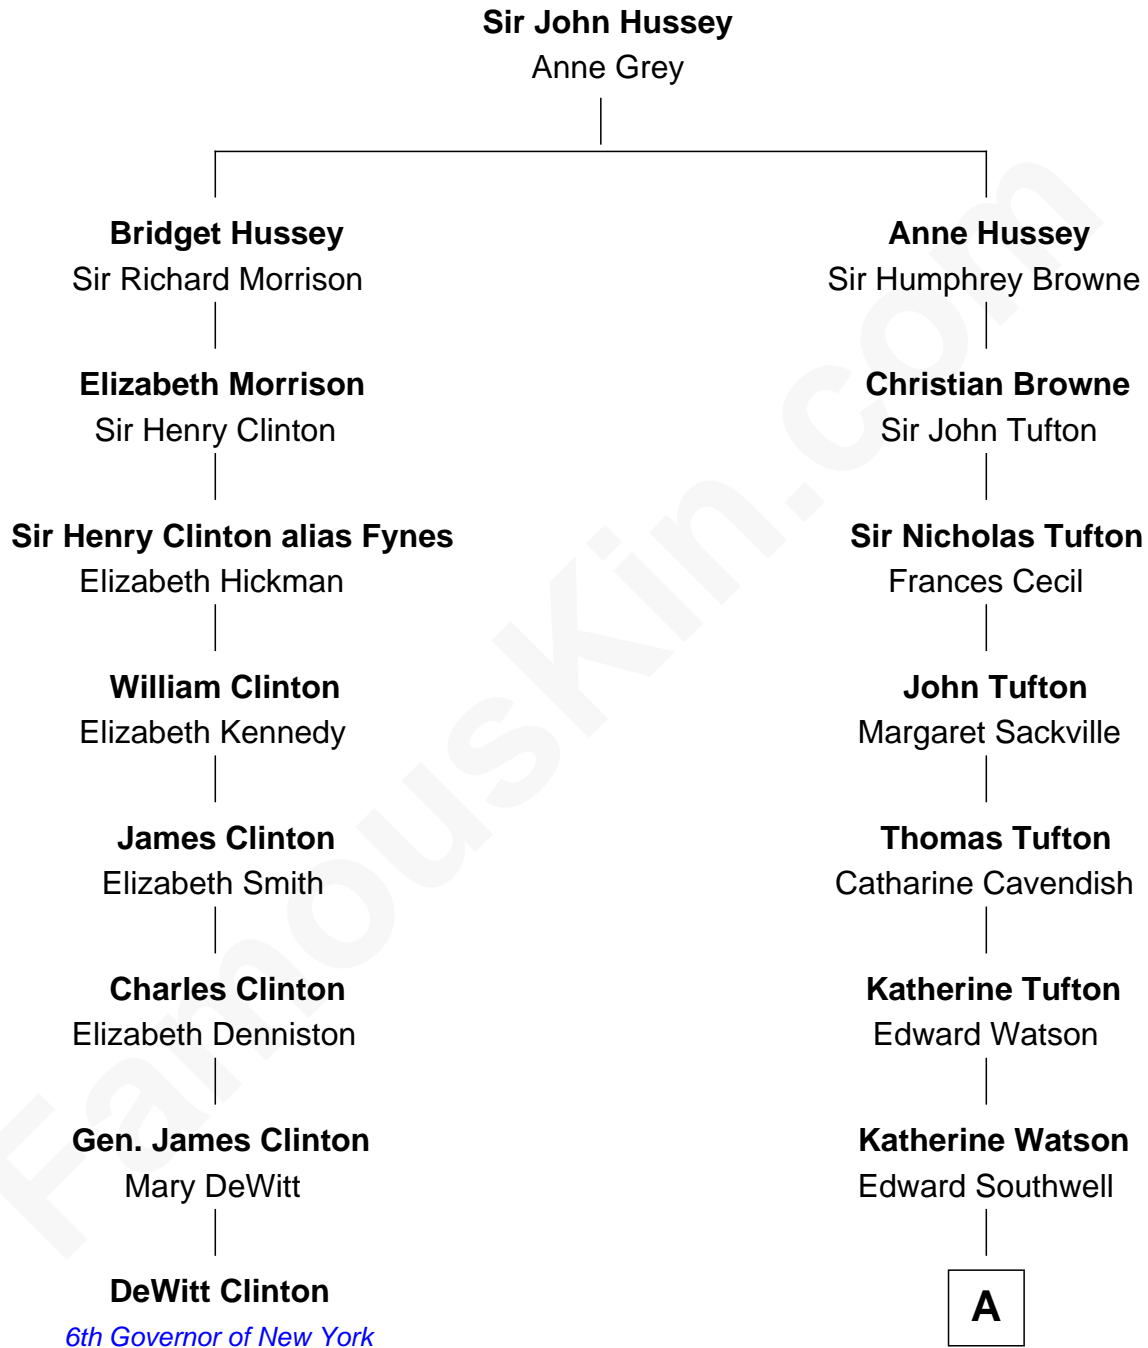 Sir John Hussey
Anne Grey
Bridget Hussey
Sir Richard Morrison
Elizabeth Morrison
Sir Henry Clinton
Sir Henry Clinton alias Fynes
Elizabeth Hickman
William Clinton
Elizabeth Kennedy
James Clinton
Elizabeth Smith
Charles Clinton
Elizabeth Denniston
Gen. James Clinton
Mary DeWitt
DeWitt Clinton
6th Governor of New York
Anne Hussey
Sir Humphrey Browne
Christian Browne
Sir John Tufton
Sir Nicholas Tufton
Frances Cecil
John Tufton
Margaret Sackville
Thomas Tufton
Catharine Cavendish
Katherine Tufton
Edward Watson
Katherine Watson
Edward Southwell
A
FamousKin.com